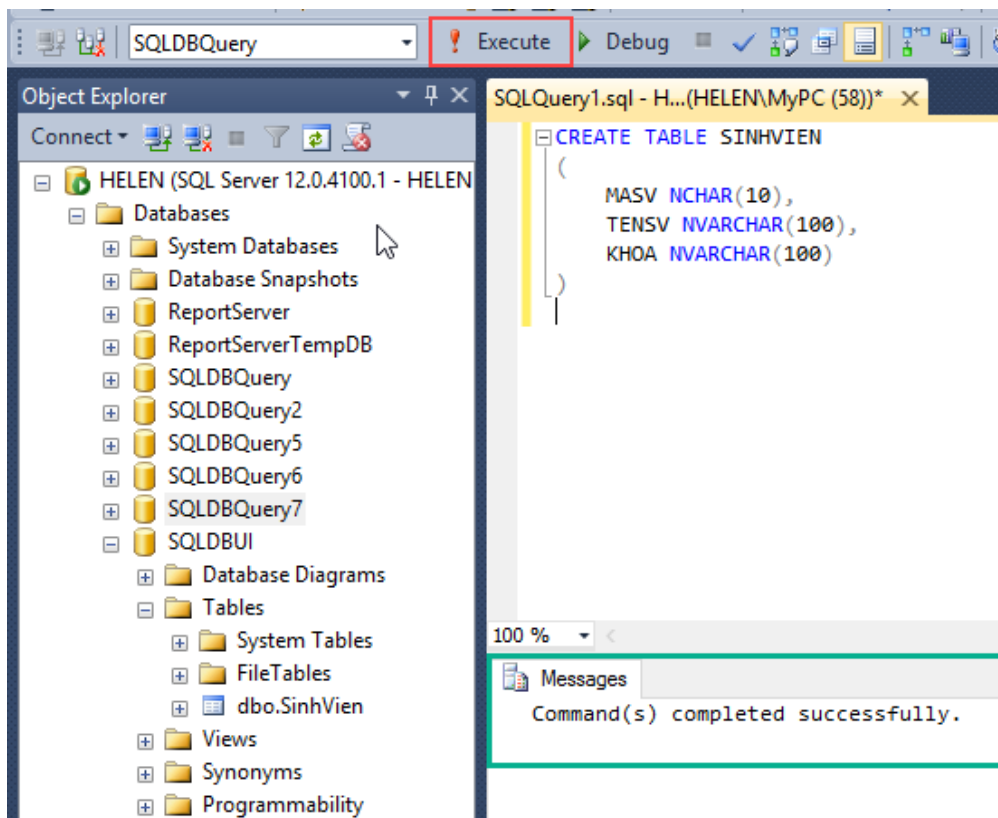 SQLDBQuery
Execute
Debug
Object Explorer
Connect
HELEN (SQL Server 12.0.4100.1 - HELEN
Databases
System Databases
Database Snapshots
ReportServer
ReportServerTempDB
SQLDBQuery
SQLDBQuery2
SQLDBQuery5
SQLDBQuery6
SQLDBQuery7
SQLDBUI
Database Diagrams
Tables
System Tables
FileTables
dbo.SinhVien
Views
Synonyms
Programmability
SQLQuery1.sql - H...(HELEN\MyPC (58))*
CREATE TABLE SINHVIEN
(
MASV NCHAR(10),
TENSV NVARCHAR(100),
KHOA NVARCHAR(100)
)
100 %
Messages
Command(s) completed successfully.